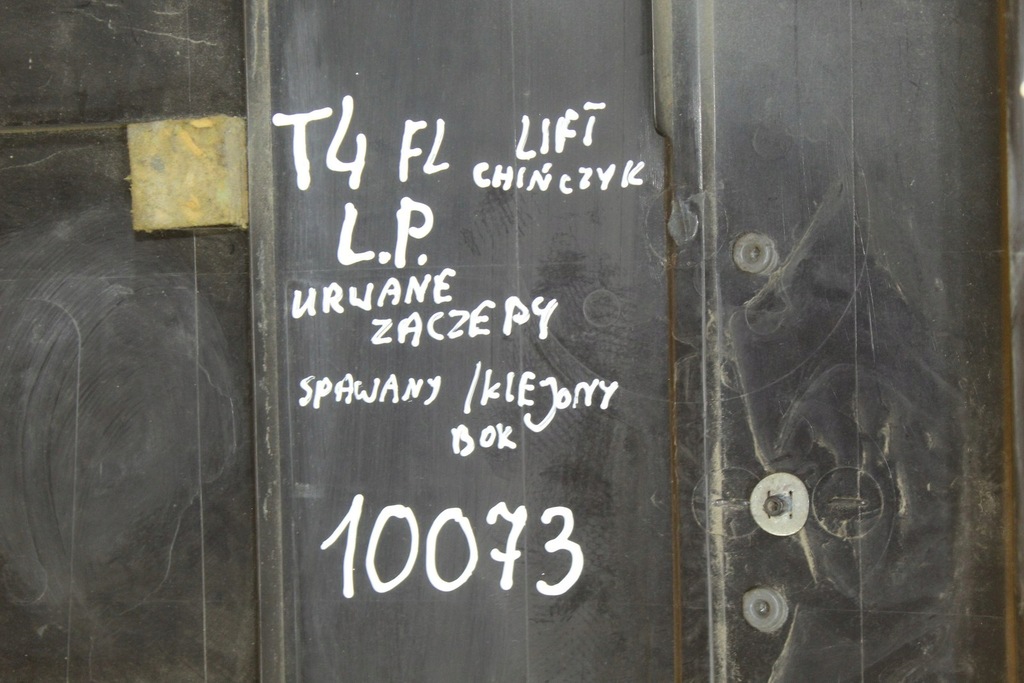 T4 FL LIFT
CHIŃCZYK
L.P.
URWANE
ZACZEPY
SPAWANY /KLEJONY
BOK
10073